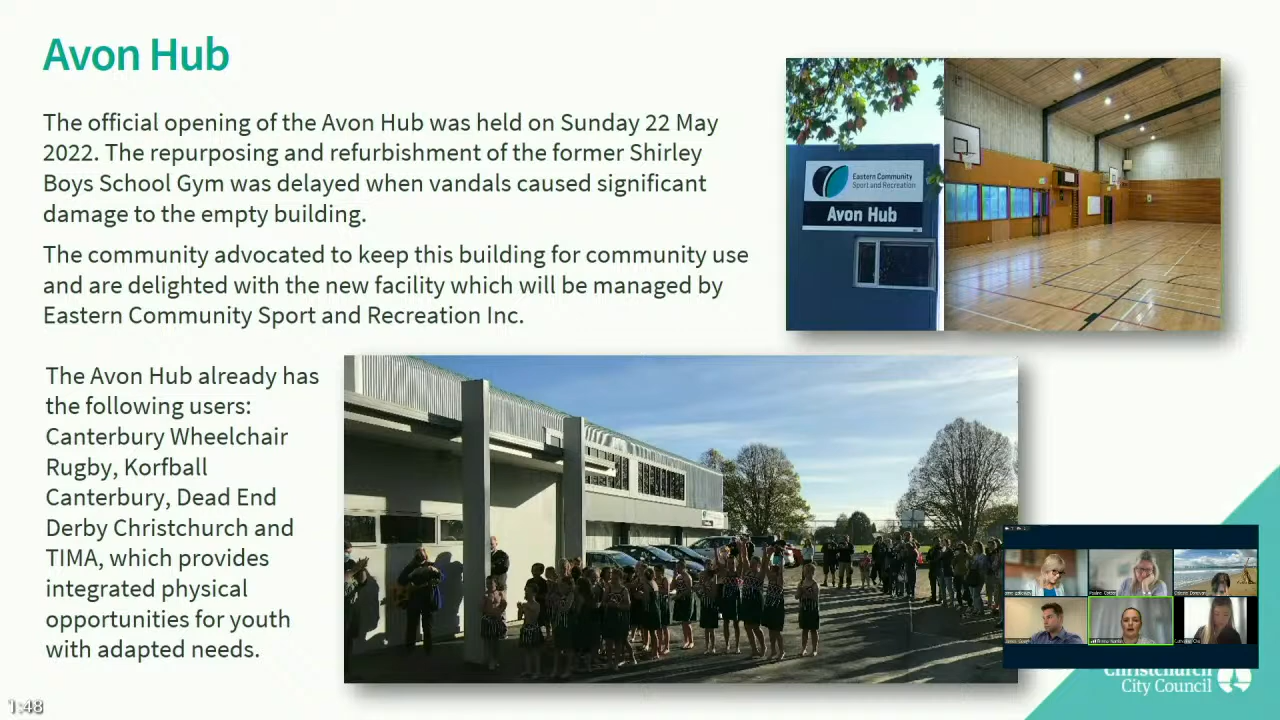 Avon Hub
The official opening of the Avon Hub was held on Sunday 22 May
2022. The repurposing and refurbishment of the former Shirley
Boys School Gym was delayed when vandals caused significant
damage to the empty building.
The community advocated to keep this building for community use
and are delighted with the new facility which will be managed by
Eastern Community Sport and Recreation Inc.
Eastern Community
Sport and Recreation
Avon Hub
The Avon Hub already has
the following users:
Canterbury Wheelchair
Rugby, Korfball
Canterbury, Dead End
Derby Christchurch and
TIMA, which provides
integrated physical
opportunities for youth
with adapted needs.
Christchurch
City Council
1:48